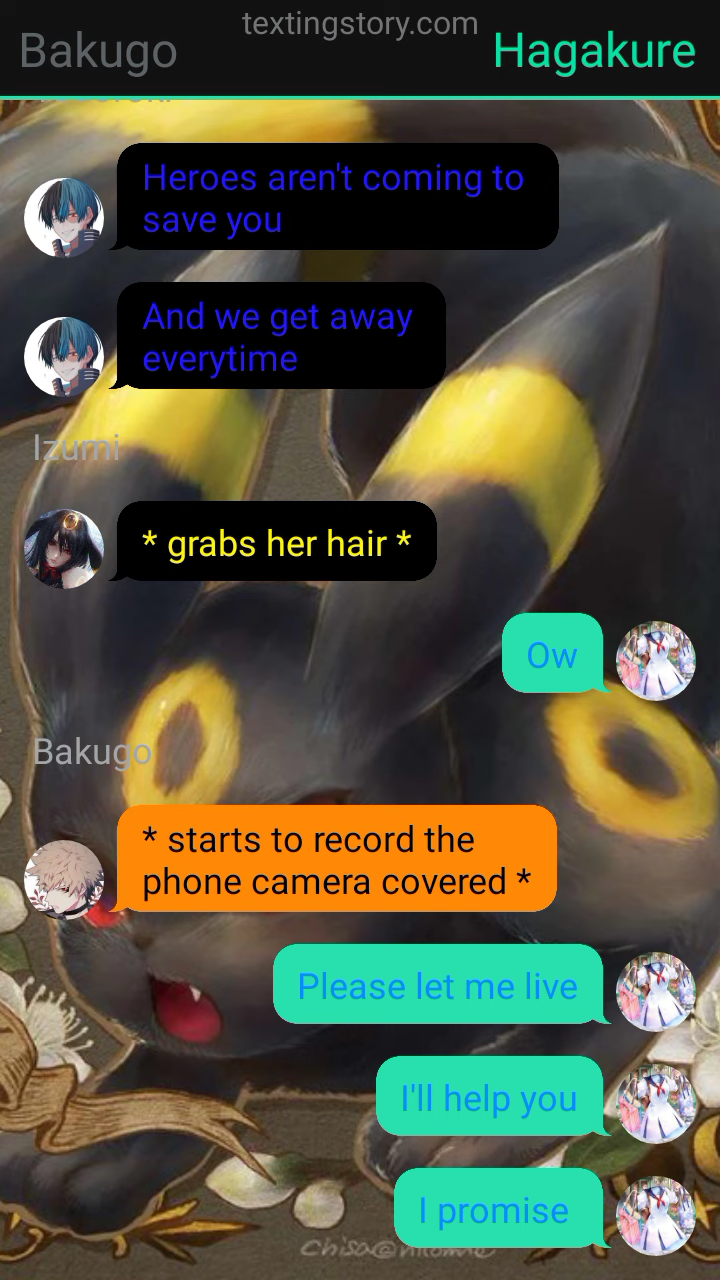 textingstory.com
Bakugo
Hagakure
Heroes aren't coming to
save you
And we get away
everytime
Izumi
* grabs her hair *
Ow
Bakugo
* starts to record the
phone camera covered *
Please let me live
I'll help you
I promise